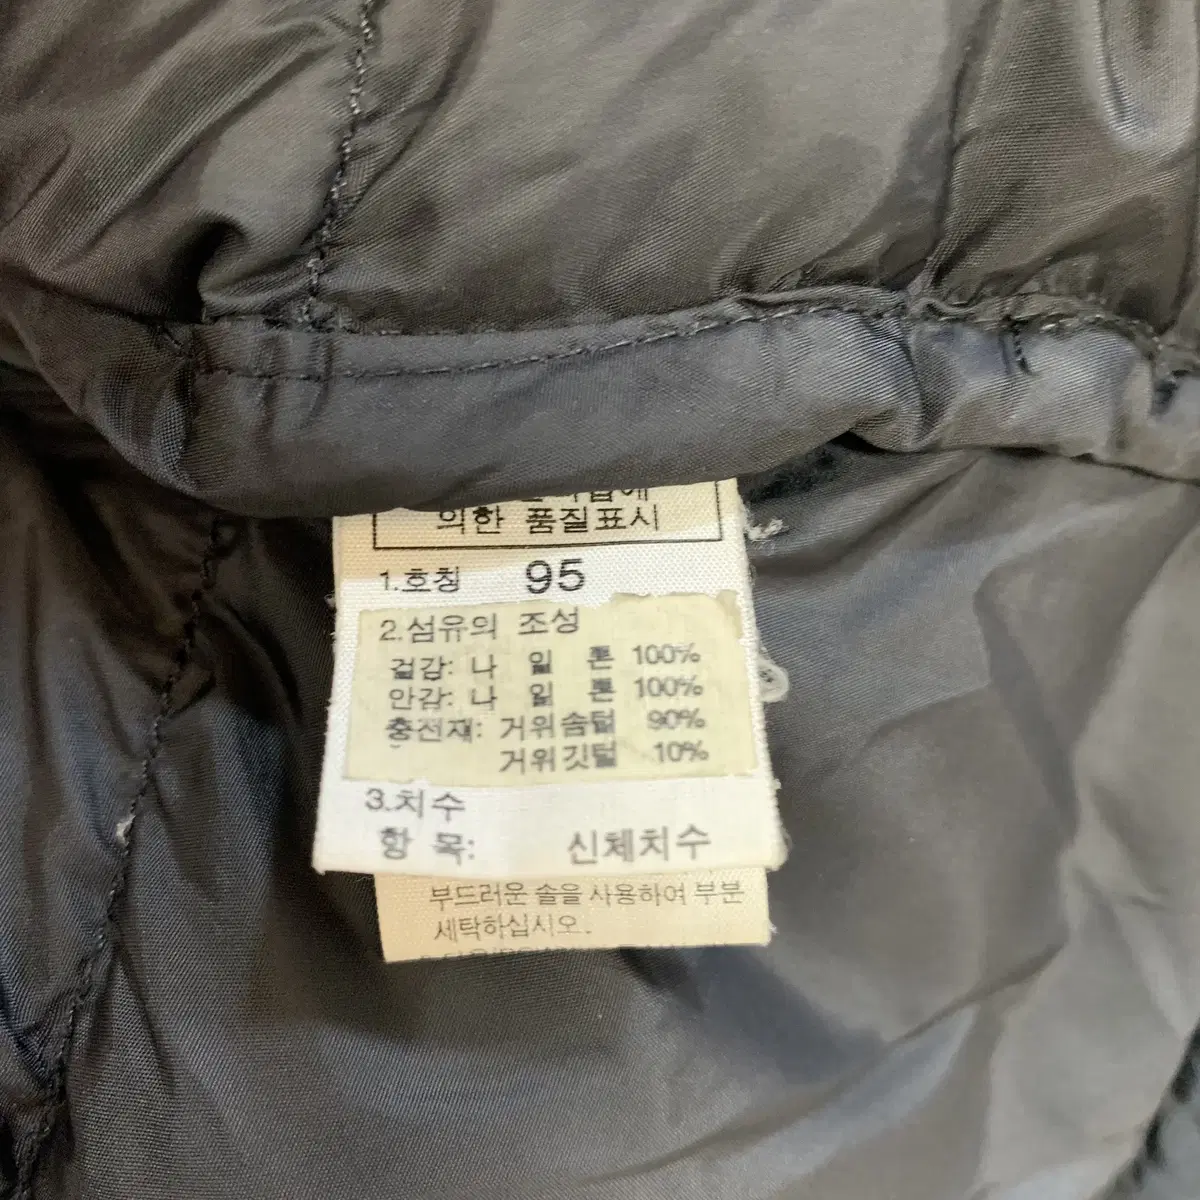 의한 품질표시
1.호칭 95
2.섬유의 조성
겉감: 나 일 론 100%
안감: 나 일 론 100%
충전재: 거위솜털 90%
거위깃털 10%
3.치수
항 목: 신체치수
부드러운 솔을 사용하여 부분
세탁하십시오.